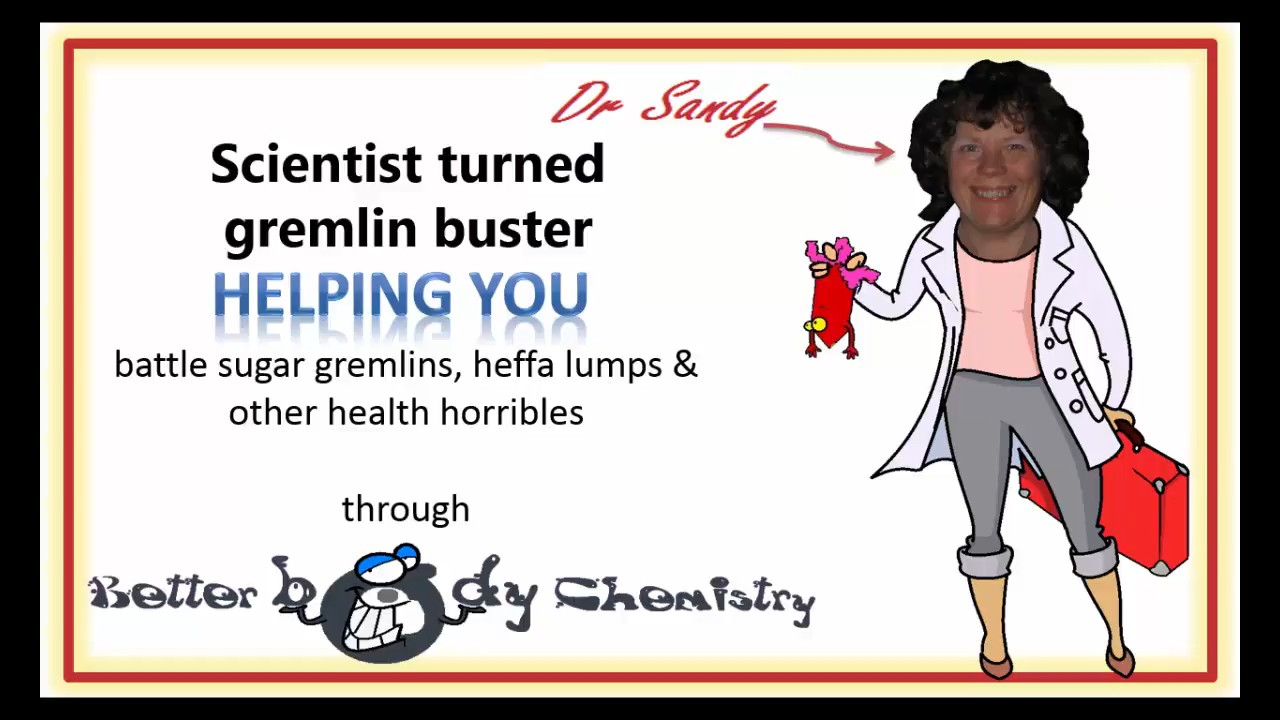 Dr Sandy
Scientist turned
gremlin buster
HELPING YOU
battle sugar gremlins, heffa lumps &
other health horribles
through
Better body Chemistry